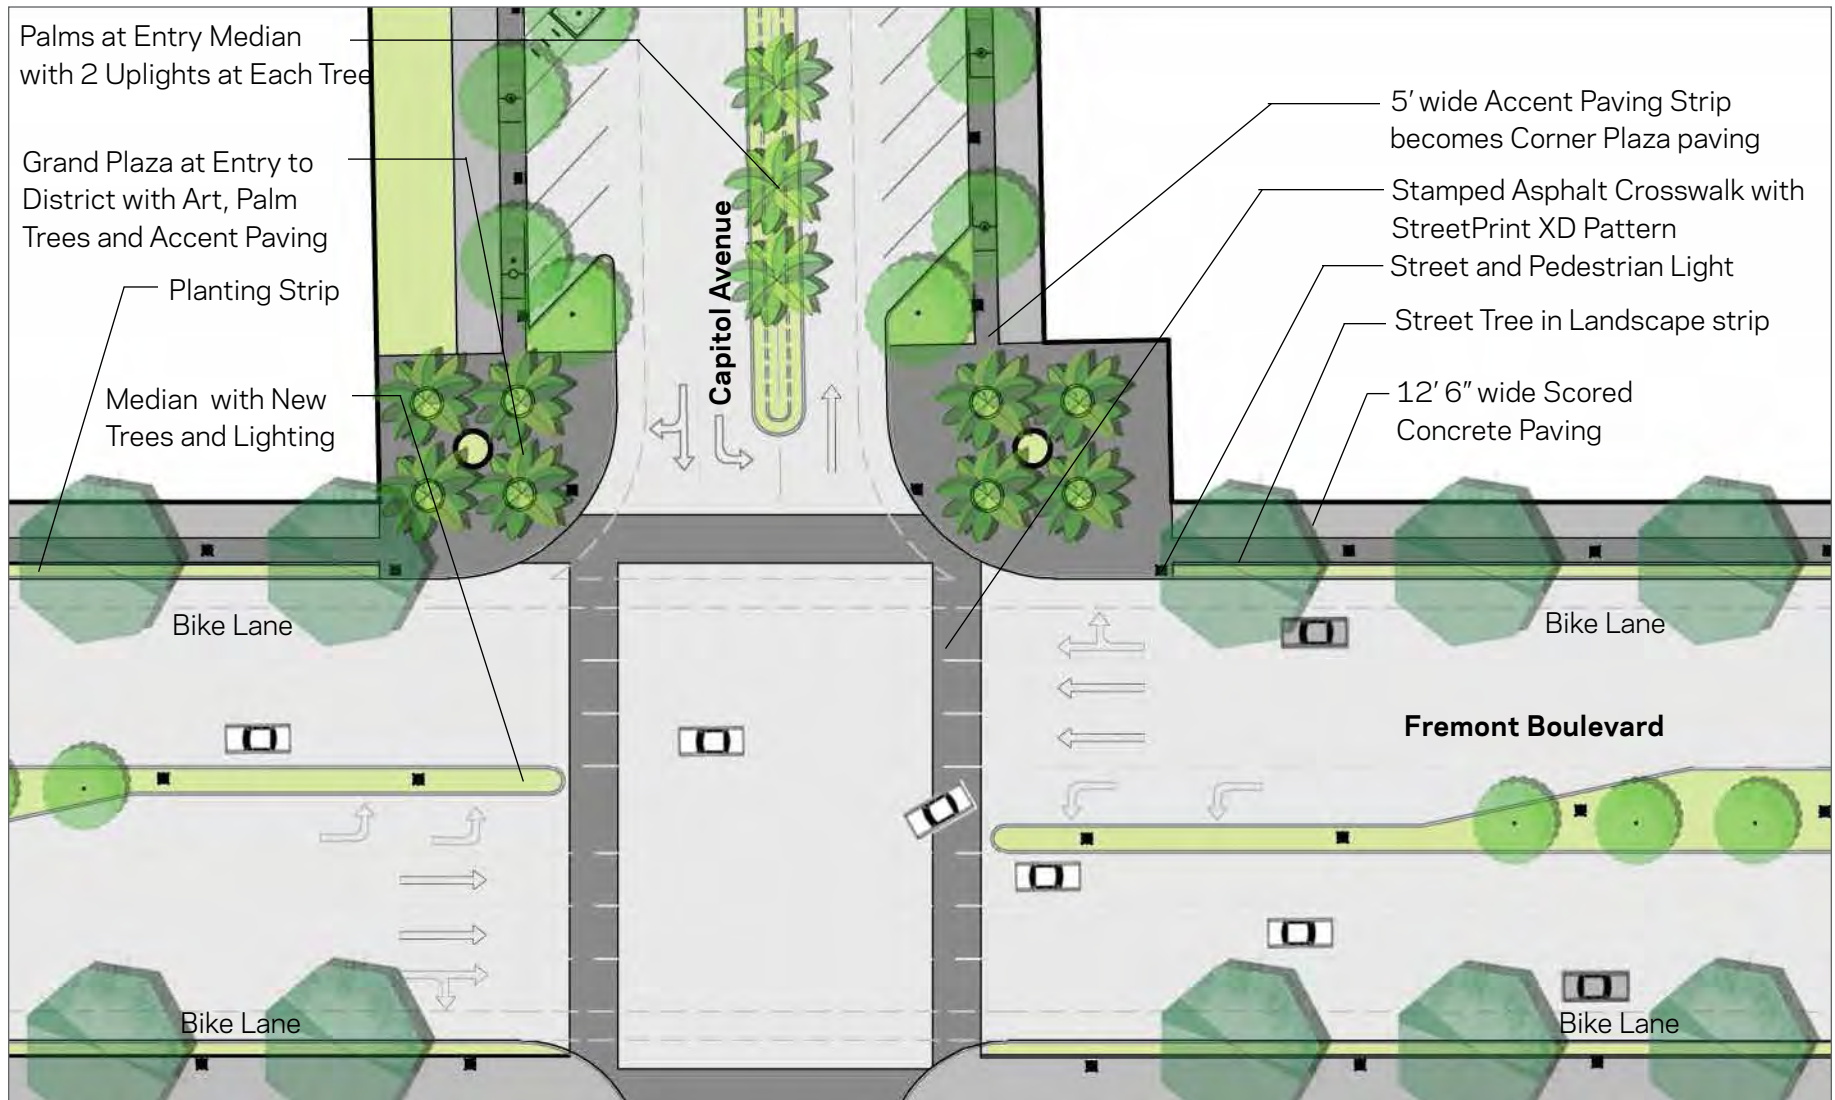 Palms at Entry Median
with 2 Uplights at Each Tree
Grand Plaza at Entry to
District with Art, Palm
Trees and Accent Paving
Planting Strip
Median with New
Trees and Lighting
Capitol Avenue
5' wide Accent Paving Strip
becomes Corner Plaza paving
Stamped Asphalt Crosswalk with
StreetPrint XD Pattern
Street and Pedestrian Light
Street Tree in Landscape strip
12' 6" wide Scored
Concrete Paving
Bike Lane
Bike Lane
Fremont Boulevard
Bike Lane
Bike Lane